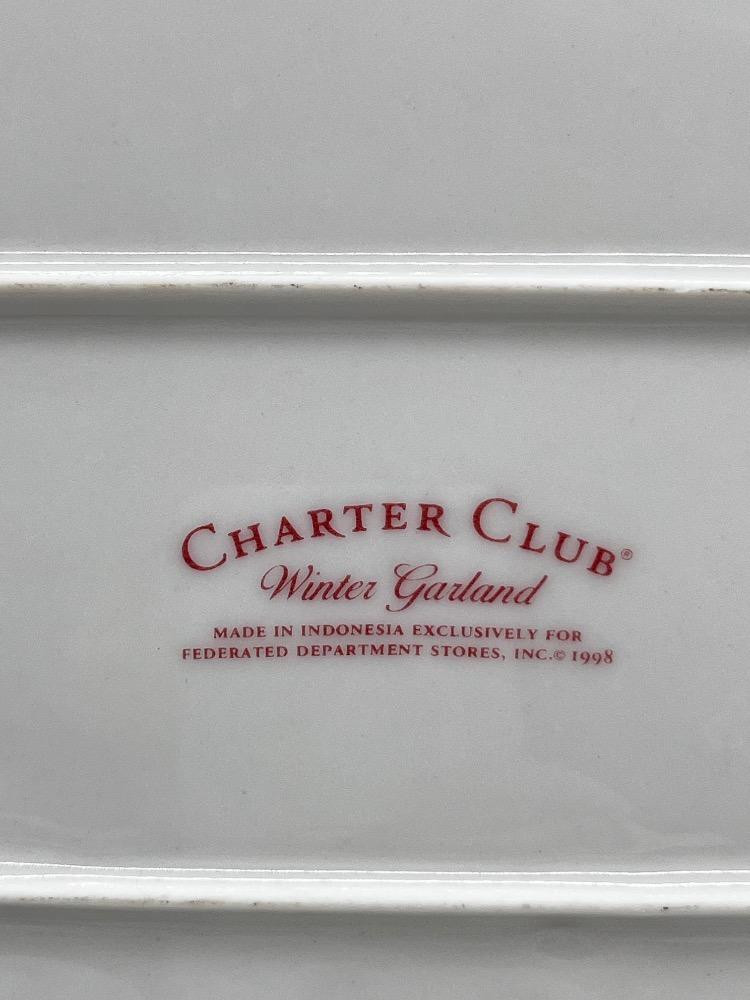 CHARTER CLUB®
Winter Garland
MADE IN INDONESIA EXCLUSIVELY FOR
FEDERATED DEPARTMENT STORES, INC.© 1998